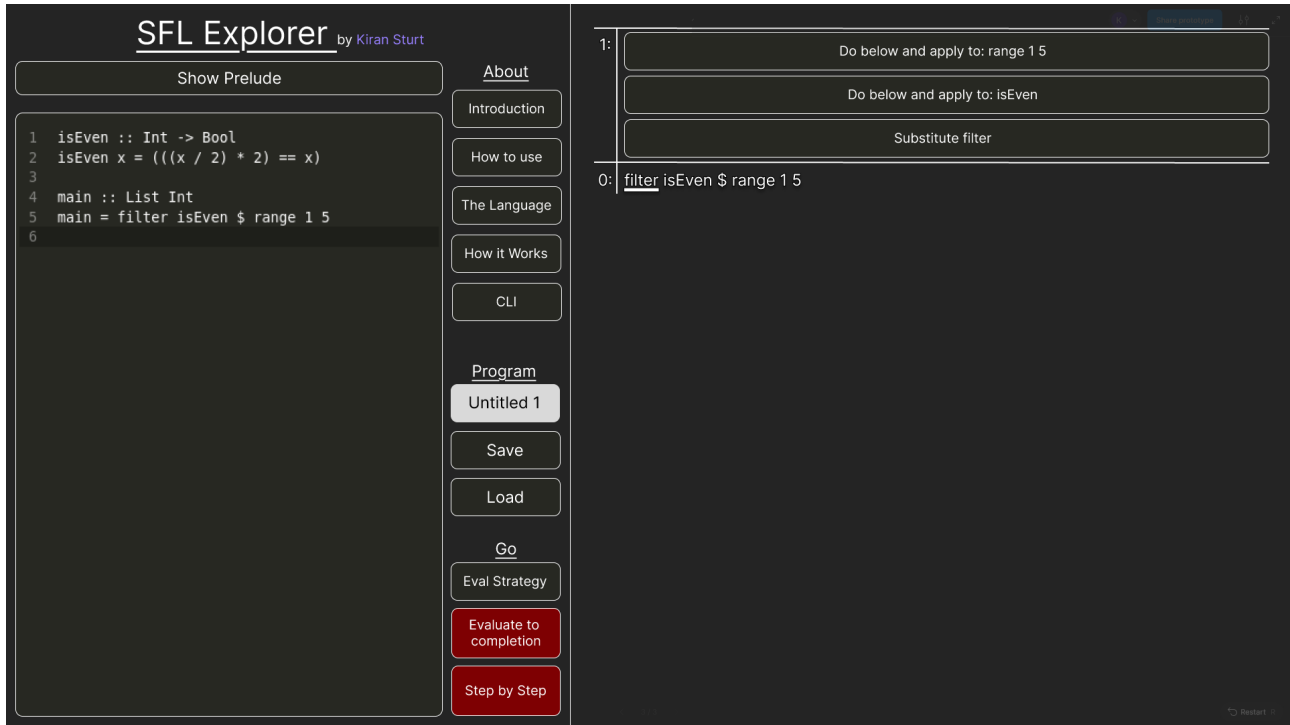 SFL Explorer by Kiran Sturt
Show Prelude
1 isEven :: Int -> Bool
2 isEven x = (((x / 2) * 2) == x)
3
4 main :: List Int
5 main = filter isEven $ range 1 5
6
About
Introduction
How to use
The Language
How it Works
CLI
Program
Untitled 1
Save
Load
Go
Eval Strategy
Evaluate to
completion
Step by Step
1:
Do below and apply to: range 1 5
Do below and apply to: isEven
Substitute filter
0: filter isEven $ range 1 5
K
Share prototype
Restart